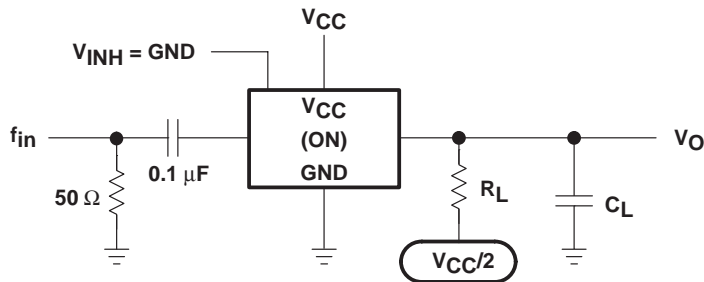 VCC
VINH = GND
VCC
(ON)
GND
fin
0.1 μF
50 Ω
VO
RL
CL
VCC/2